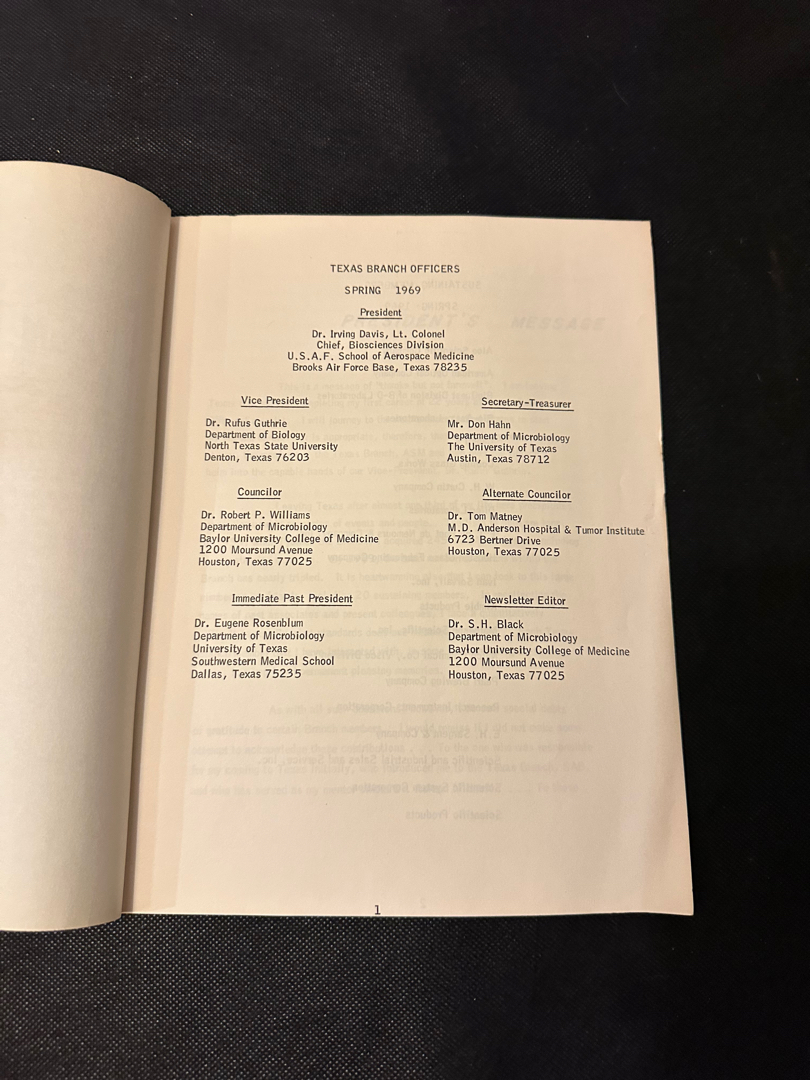 TEXAS BRANCH OFFICERS
SPRING 1969
President
Dr. Irving Davis, Lt. Colonel
Chief, Biosciences Division
U.S.A.F. School of Aerospace Medicine
Brooks Air Force Base, Texas 78235
Vice President
Dr. Rufus Guthrie
Department of Biology
North Texas State University
Denton, Texas 76203
Secretary-Treasurer
Mr. Don Hahn
Department of Microbiology
The University of Texas
Austin, Texas 78712
Councilor
Dr. Robert P. Williams
Department of Microbiology
Baylor University College of Medicine
1200 Moursund Avenue
Houston, Texas 77025
Alternate Councilor
Dr. Tom Matney
M.D. Anderson Hospital & Tumor Institute
6723 Bertner Drive
Houston, Texas 77025
Immediate Past President
Dr. Eugene Rosenblum
Department of Microbiology
University of Texas
Southwestern Medical School
Dallas, Texas 75235
Newsletter Editor
Dr. S.H. Black
Department of Microbiology
Baylor University College of Medicine
1200 Moursund Avenue
Houston, Texas 77025
1